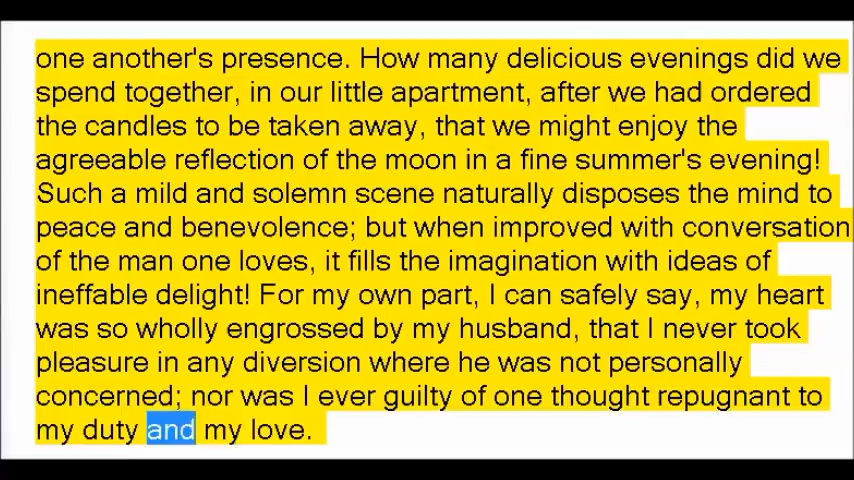 one another's presence. How many delicious evenings did we
spend together, in our little apartment, after we had ordered
the candles to be taken away, that we might enjoy the
agreeable reflection of the moon in a fine summer's evening!
Such a mild and solemn scene naturally disposes the mind to
peace and benevolence; but when improved with conversation
of the man one loves, it fills the imagination with ideas of
ineffable delight! For my own part, I can safely say, my heart
was so wholly engrossed by my husband, that I never took
pleasure in any diversion where he was not personally
concerned; nor was I ever guilty of one thought repugnant to
my duty and my love.